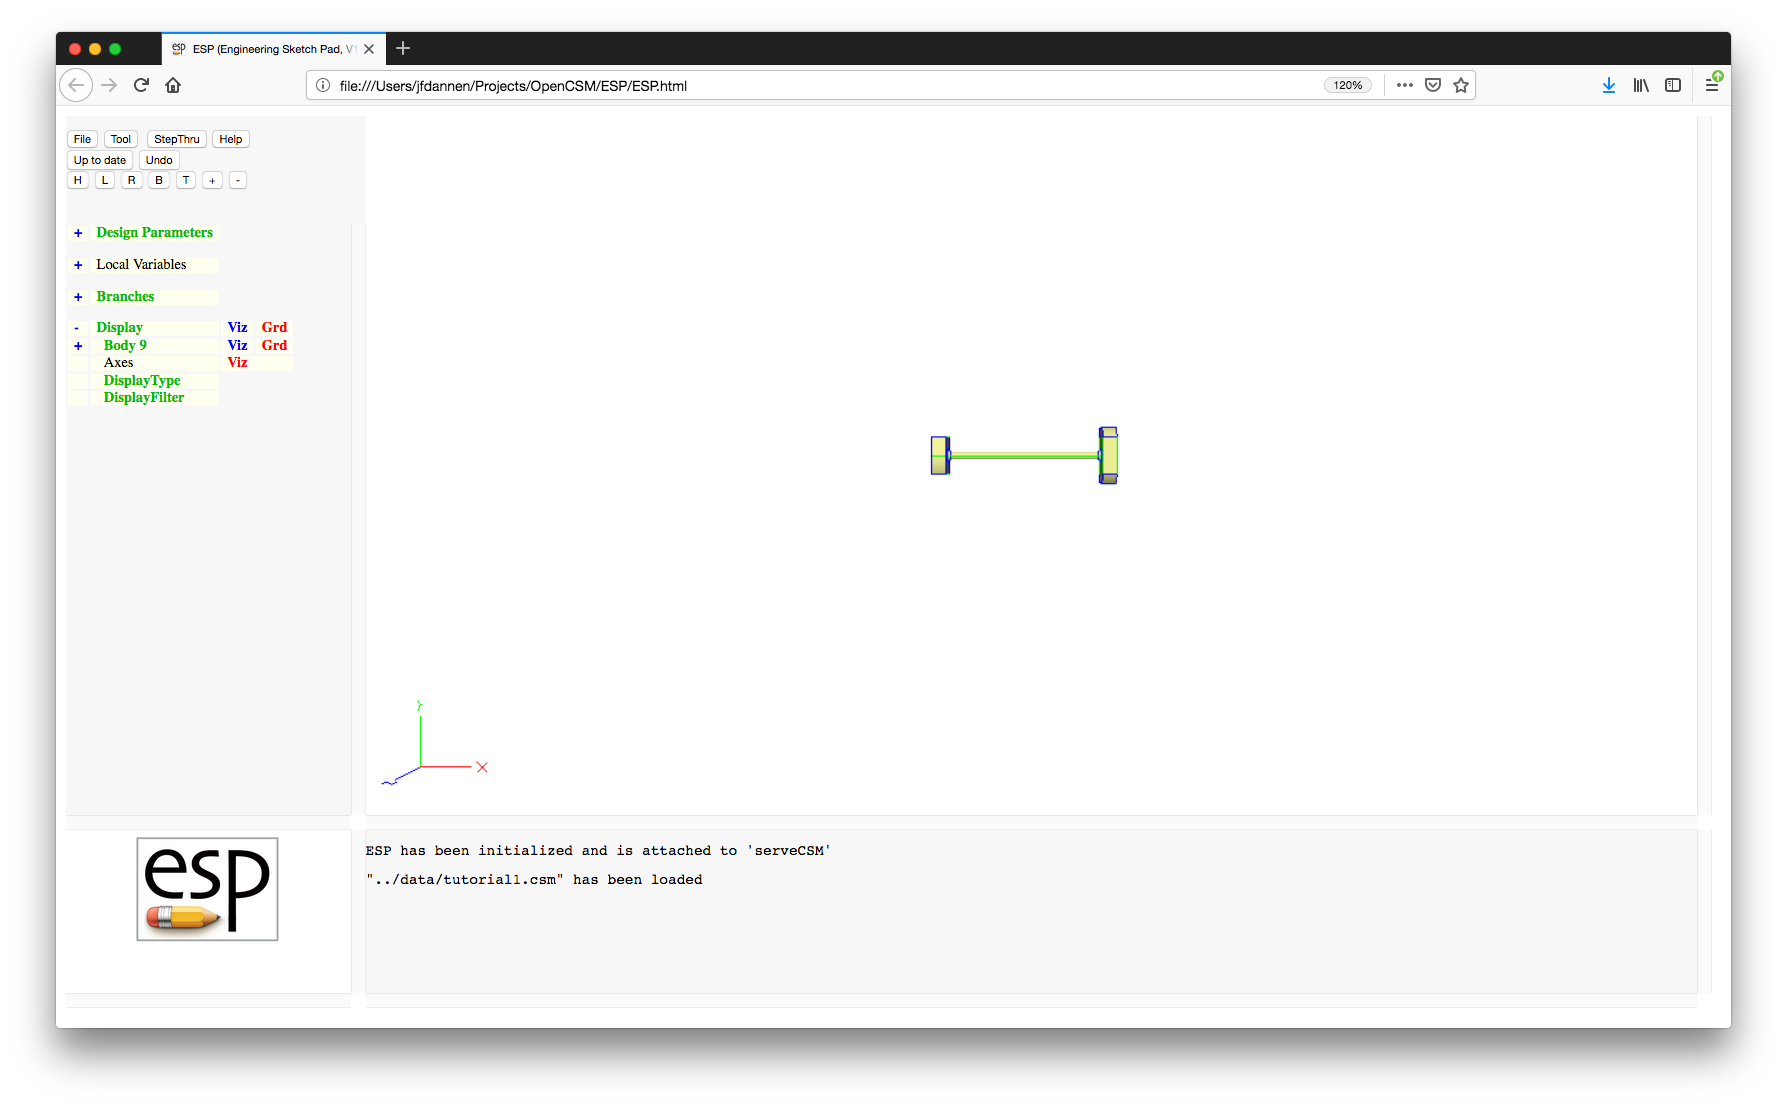 esp ESP (Engineering Sketch Pad, V1
file:///Users/jfdannen/Projects/OpenCSM/ESP/ESP.html 120%
File Tool StepThru Help
Up to date Undo
H L R B T + -
+ Design Parameters
+ Local Variables
+ Branches
- Display Viz Grd
+ Body 9 Viz Grd
Axes Viz
DisplayType
DisplayFilter
X
esp
ESP has been initialized and is attached to 'serveCSM'
"../data/tutorial1.csm" has been loaded